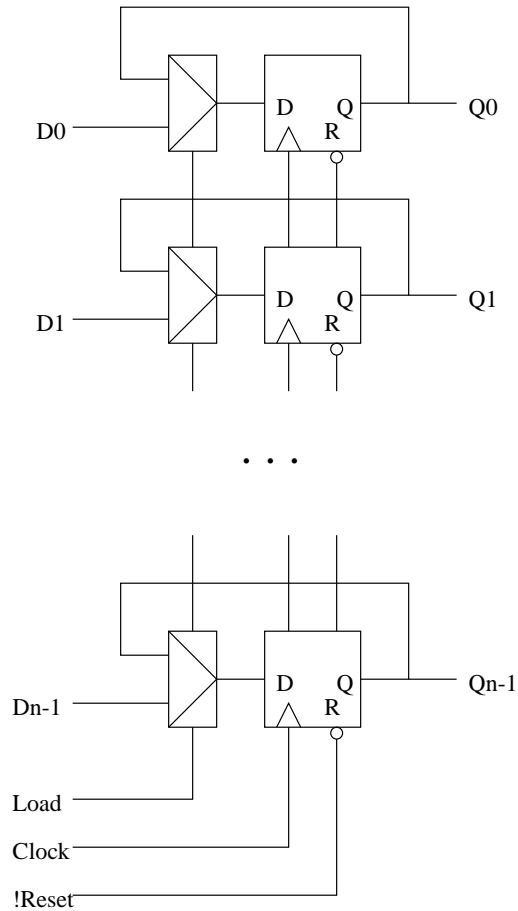 D Q Q0
D0 R
D Q Q1
D1 R
. . .
D Q Qn-1
Dn-1 R
Load
Clock
!Reset